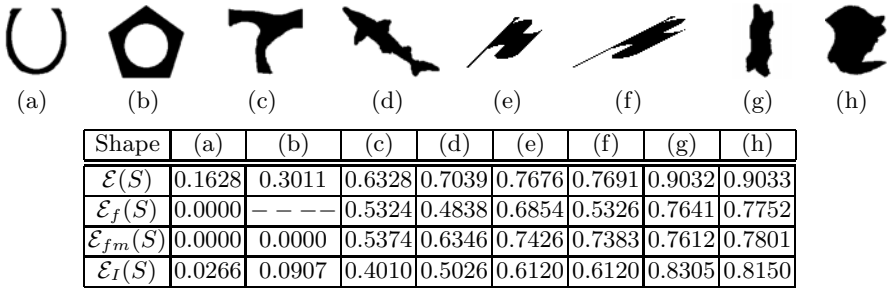 (a) (b) (c) (d) (e) (f) (g) (h)
Shape (a) (b) (c) (d) (e) (f) (g) (h)
ℰ(S) 0.1628 0.3011 0.6328 0.7039 0.7676 0.7691 0.9032 0.9033
ℰf(S) 0.0000 − − − − 0.5324 0.4838 0.6854 0.5326 0.7641 0.7752
ℰfm(S) 0.0000 0.0000 0.5374 0.6346 0.7426 0.7383 0.7612 0.7801
ℰI(S) 0.0266 0.0907 0.4010 0.5026 0.6120 0.6120 0.8305 0.8150